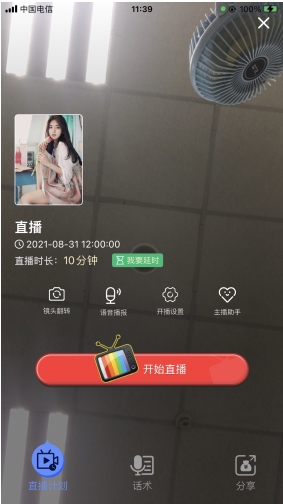 中国电信
11:39
100%
直播
2021-08-31 12:00:00
直播时长：10分钟 我要延时
镜头翻转 语音播报 开播设置 主播助手
开始直播
直播计划 话术 分享